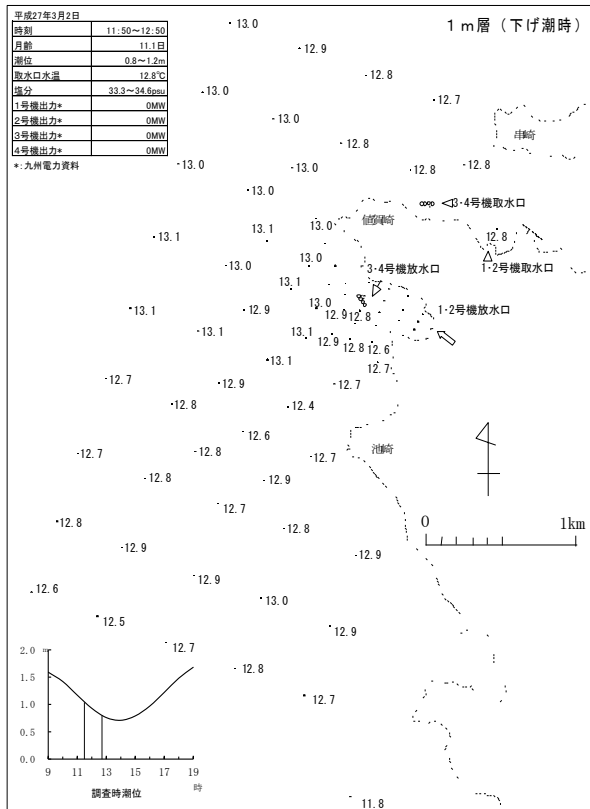 平成27年3月2日
１ｍ層（下げ潮時）
時刻 11:50～12:50
月齢 11.1日
潮位 0.8～1.2m
取水口水温 12.8℃
塩分 33.3～34.6psu
1号機出力* 0MW
2号機出力* 0MW
3号機出力* 0MW
4号機出力* 0MW
*:九州電力資料
13.0
12.9
12.8
13.0
12.7
13.0
串崎
12.8
13.0
13.0
12.8
12.8
13.0
3・4号機取水口
値賀崎
13.0
13.1
13.1
12.8
13.0
13.0
3・4号機放水口
1・2号機取水口
13.1
13.1
12.9
13.0
12.9
12.8
1・2号機放水口
13.1
13.1
12.9
12.8
12.6
13.1
12.7
12.7
12.9
12.7
12.8
12.4
12.6
池崎
12.7
12.8
12.7
12.8
12.9
12.7
0
1km
12.8
12.8
12.9
12.9
12.6
12.9
13.0
12.5
12.9
12.7
12.8
12.7
11.8
2.0
m
1.5
1.0
0.5
0.0
9 11 13 15 17 19
時
調査時潮位